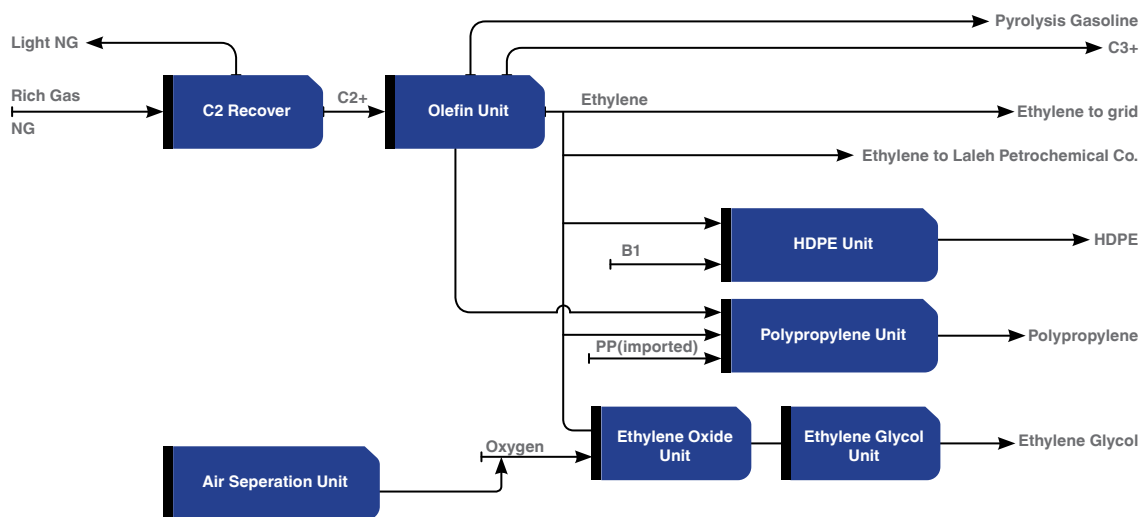 Pyrolysis Gasoline
Light NG
C3+
Rich Gas
NG
C2 Recover
C2+
Olefin Unit
Ethylene
Ethylene to grid
Ethylene to Laleh Petrochemical Co.
HDPE Unit
HDPE
B1
Polypropylene Unit
Polypropylene
PP(imported)
Ethylene Oxide
Unit
Ethylene Glycol
Unit
Ethylene Glycol
Oxygen
Air Seperation Unit